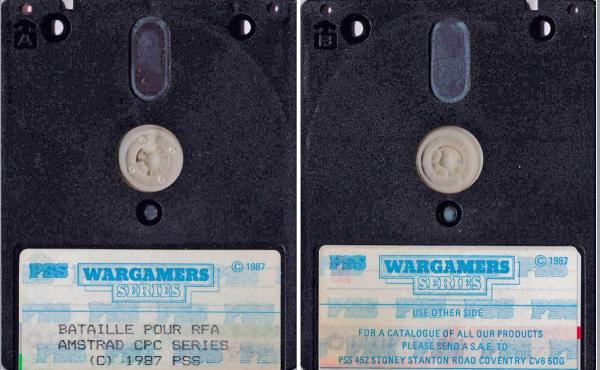 A
PSS WARGAMERS SERIES © 1987
BATAILLE POUR RFA
AMSTRAD CPC SERIES
(C) 1987 PSS
B
PSS WARGAMERS SERIES © 1987
USE OTHER SIDE
FOR A CATALOGUE OF ALL OUR PRODUCTS
PLEASE SEND A S.A.E. TO
PSS 452 STONEY STANTON ROAD COVENTRY CV6 5DG